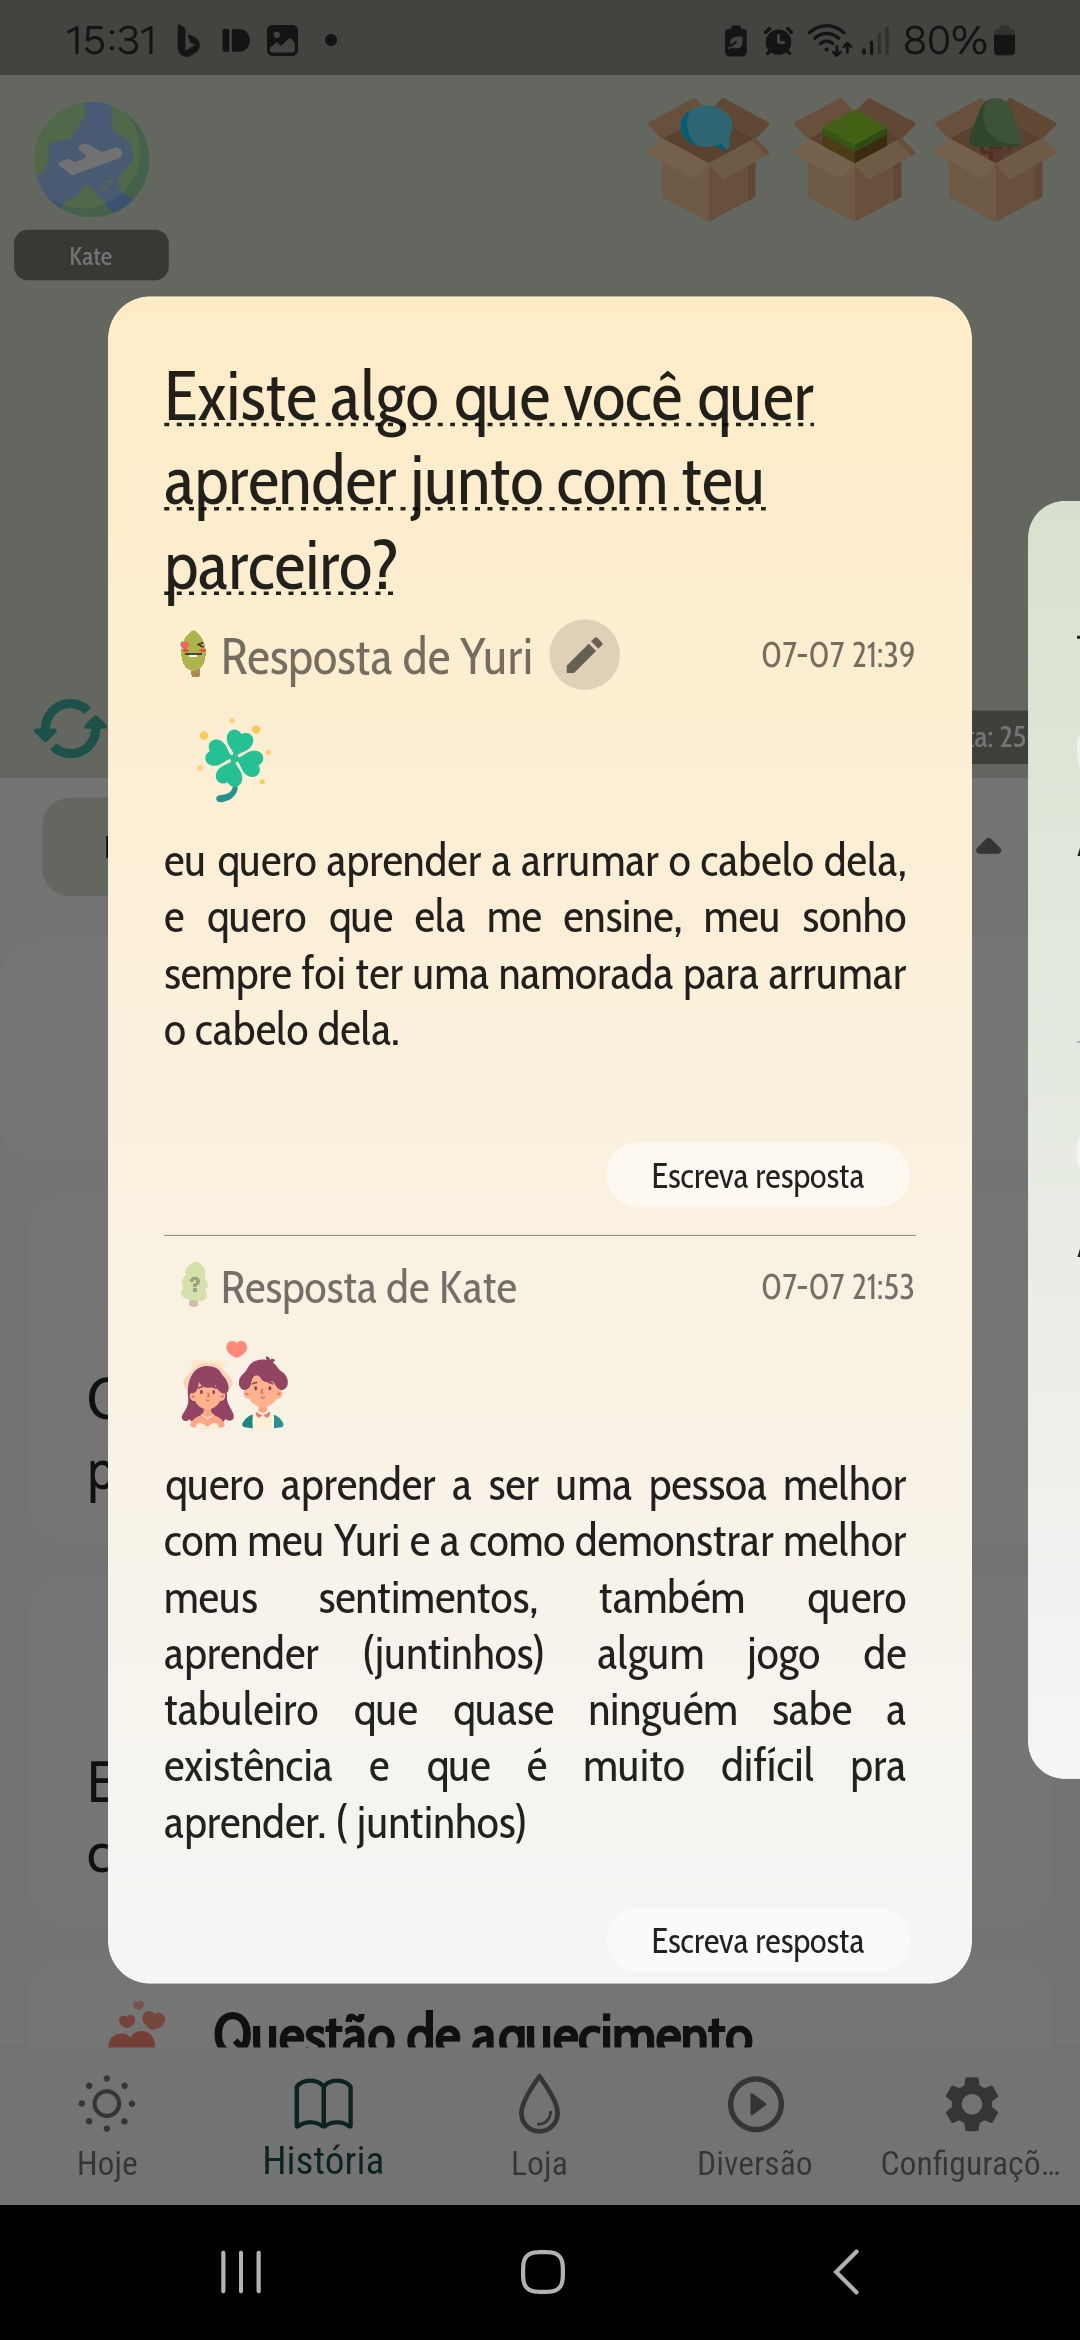 15:31
80%
Kate
Existe algo que você quer
aprender junto com teu
parceiro?
Resposta de Yuri
07-07 21:39
eu quero aprender a arrumar o cabelo dela,
e quero que ela me ensine, meu sonho
sempre foi ter uma namorada para arrumar
o cabelo dela.
Escreva resposta
Resposta de Kate
07-07 21:53
quero aprender a ser uma pessoa melhor
com meu Yuri e a como demonstrar melhor
meus sentimentos, também quero
aprender (juntinhos) algum jogo de
tabuleiro que quase ninguém sabe a
existência e que é muito difícil pra
aprender. ( juntinhos)
Escreva resposta
Questão de aquecimento
Hoje
História
Loja
Diversão
Configuraçõ...